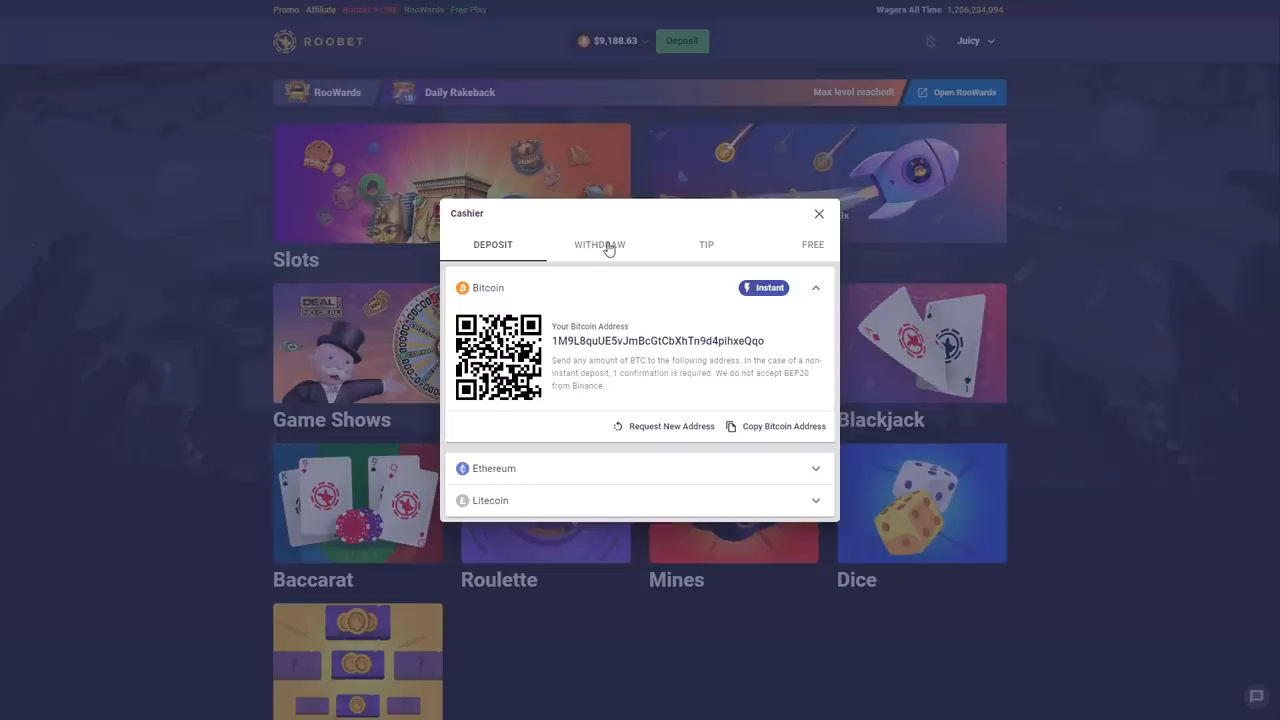 Promo Affiliate RooWards Free Play
Wagers All Time 1,206,234,094
ROOBET
$9,188.63
Deposit
Juicy
RooWards
18
Daily Rakeback
Max level reached!
Open RooWards
Slots
Cashier
DEPOSIT
WITHDRAW
TIP
FREE
Bitcoin
Instant
Your Bitcoin Address
1M9L8quUE5vJmBcGtCbXhTn9d4pihxeQqo
Send any amount of BTC to the following address. In the case of a non-
instant deposit, 1 confirmation is required. We do not accept BEP20
from Binance.
Request New Address
Copy Bitcoin Address
Ethereum
Litecoin
DEAL
NO DEAL
Game Shows
Blackjack
Baccarat
Roulette
Mines
Dice